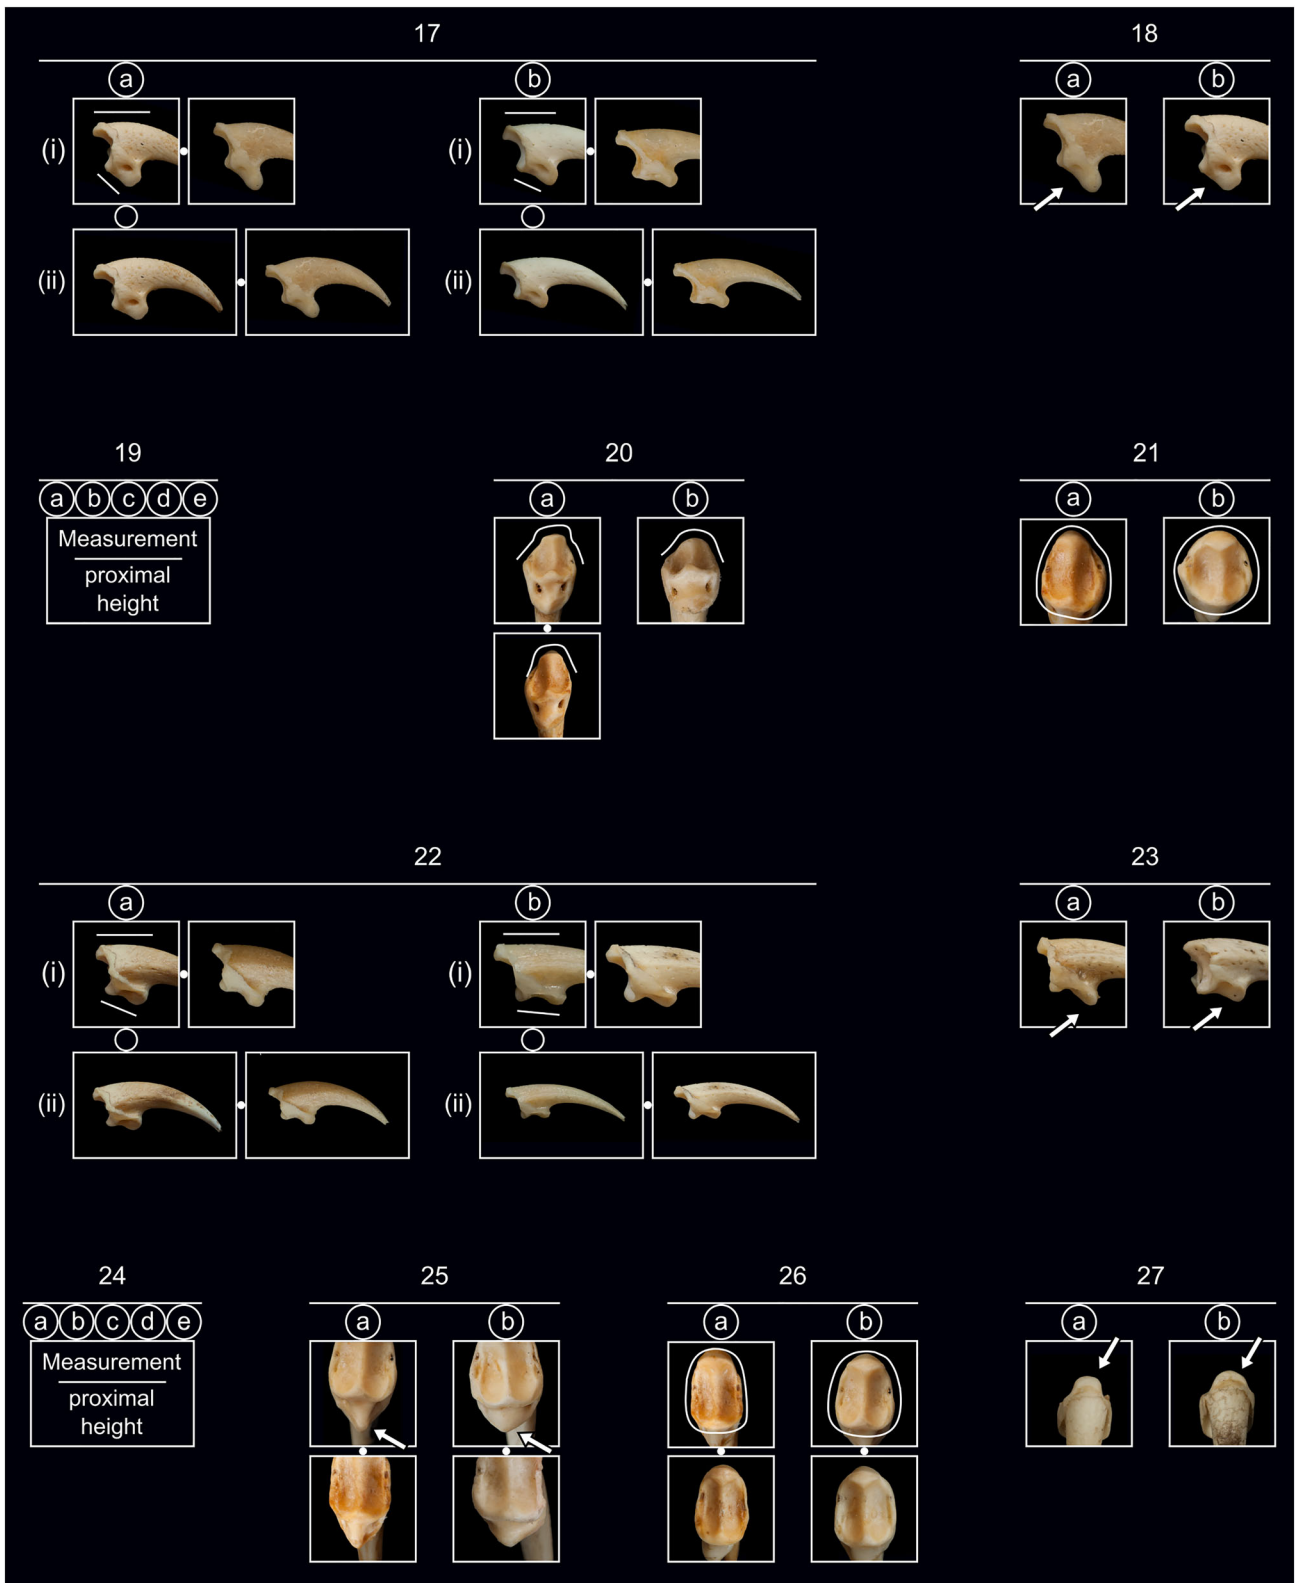 17 18
a b a b
(i) (i)
(ii) (ii)
19 20 21
a b c d e a b a b
Measurement
proximal
height
22 23
a b a b
(i) (i)
(ii) (ii)
24 25 26 27
a b c d e a b a b a b
Measurement
proximal
height